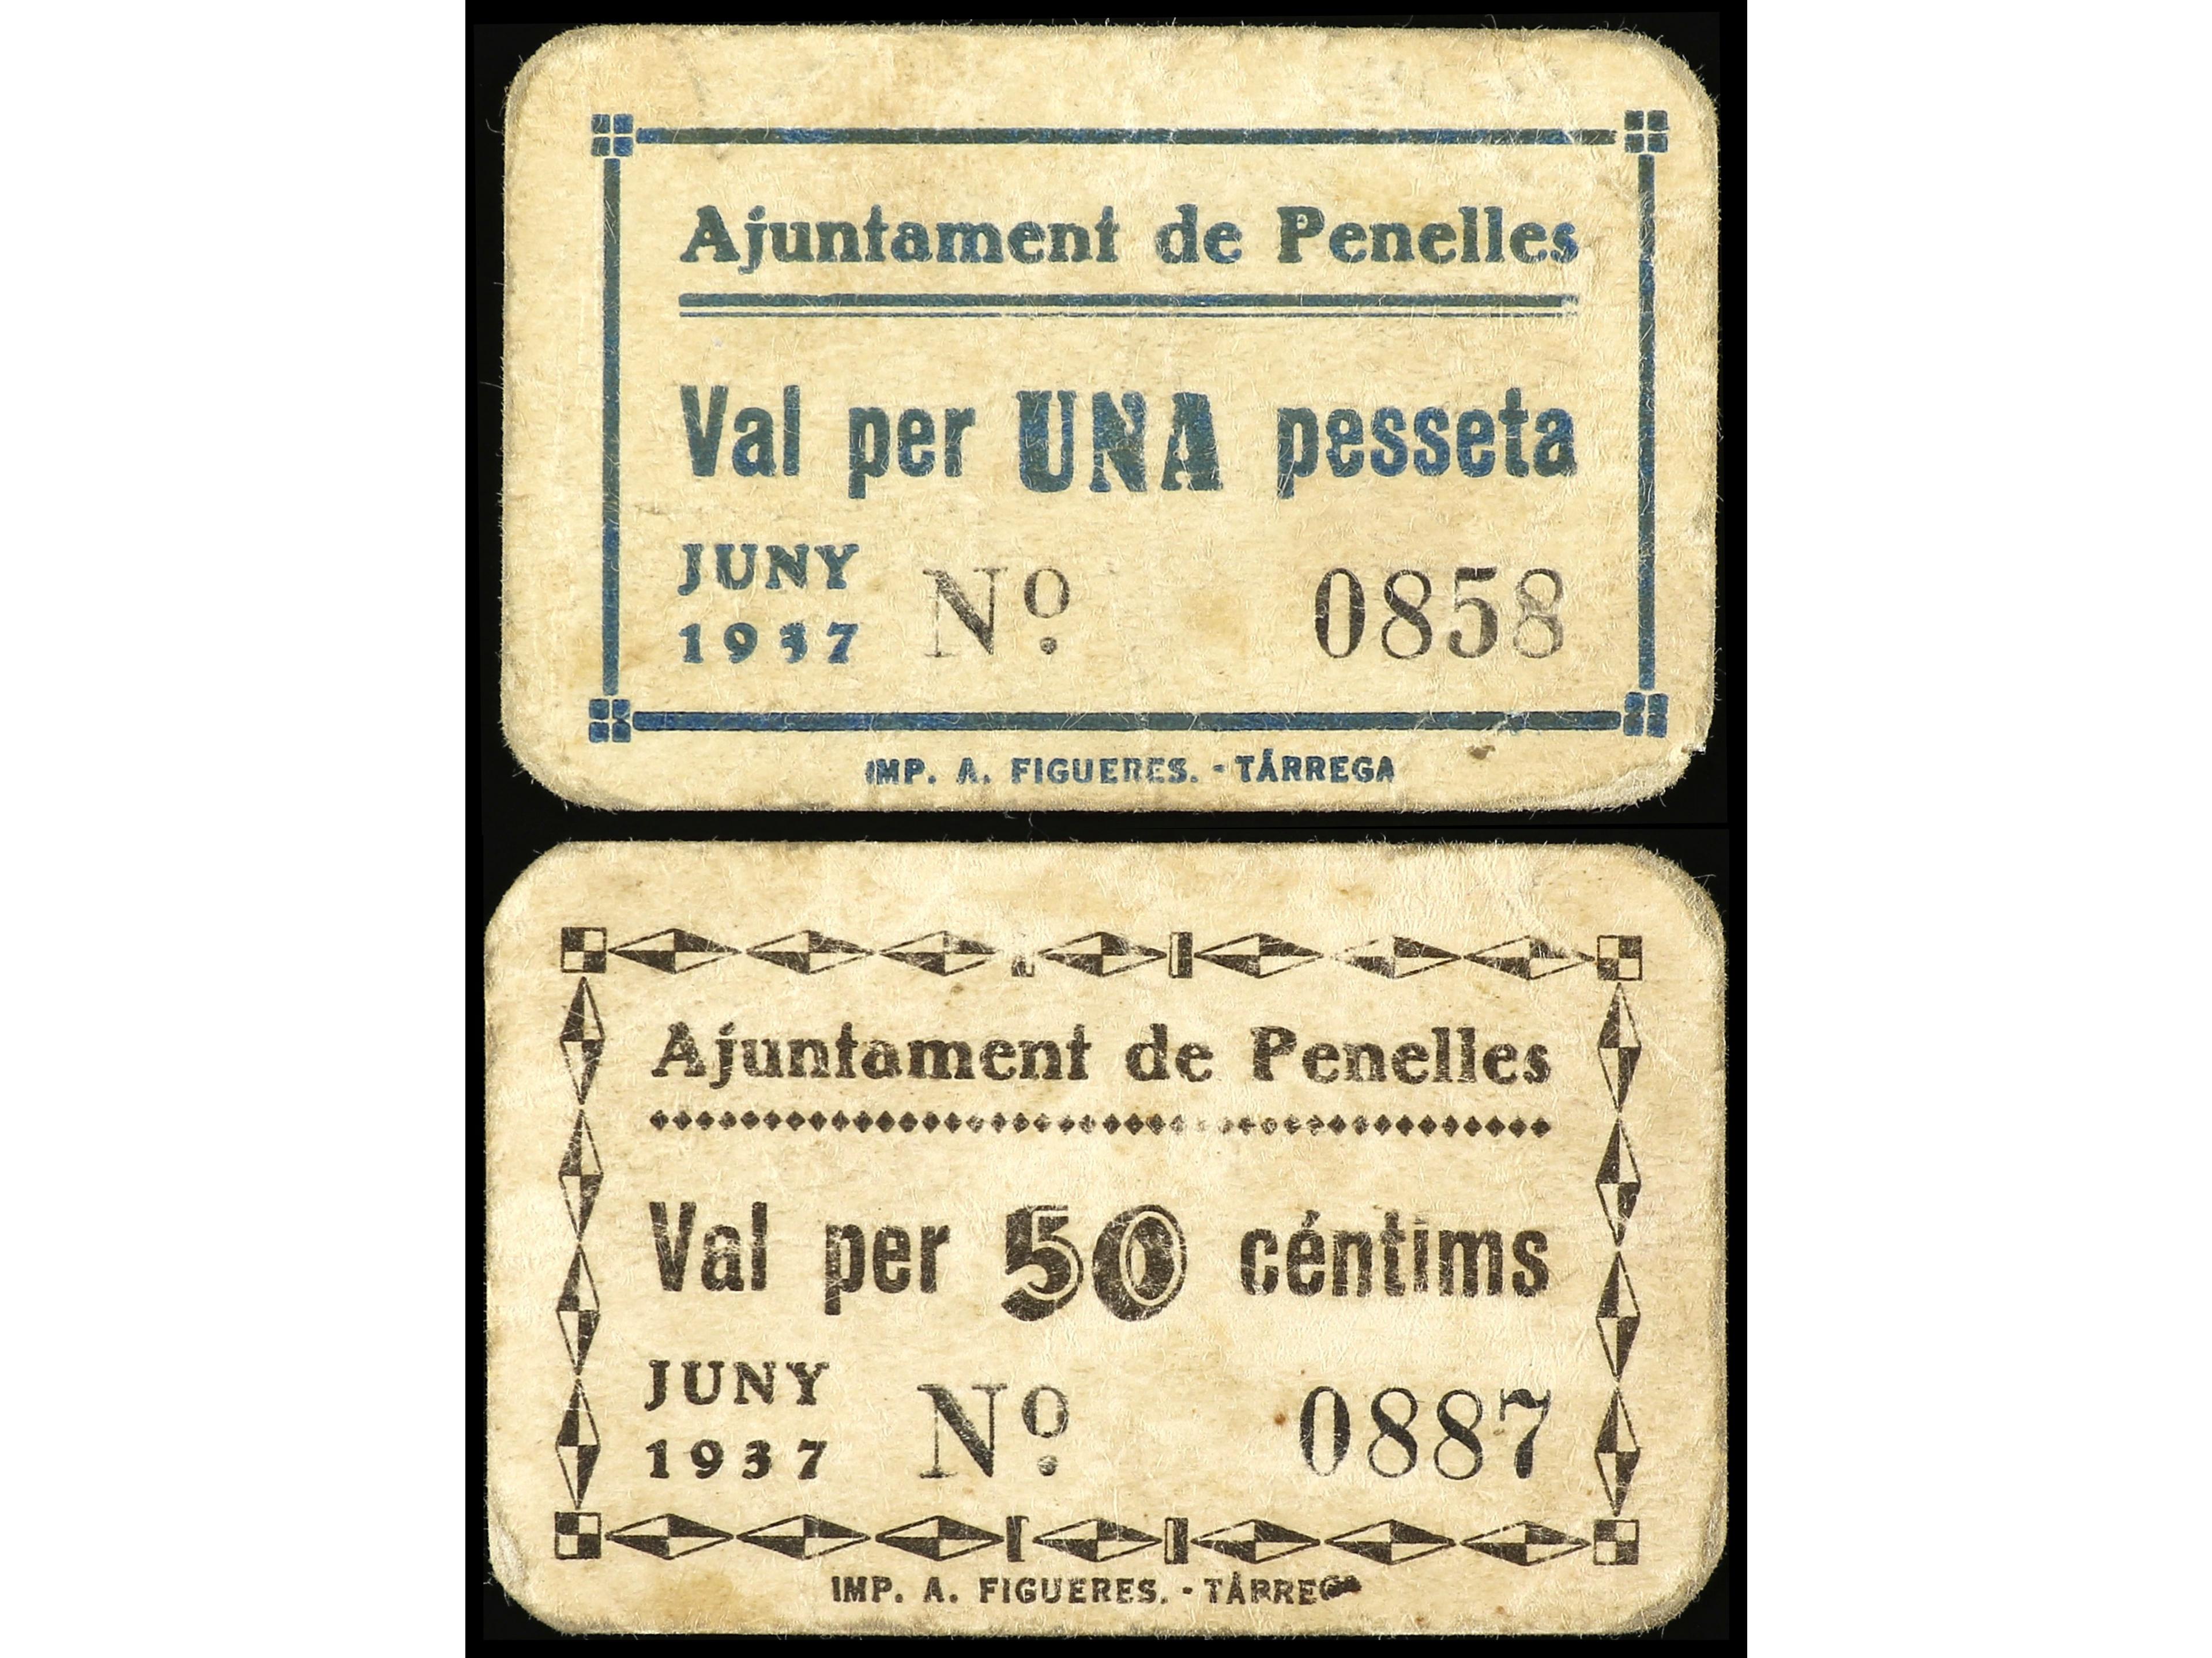 Ajuntament de Penelles
Val per UNA pesseta
JUNY
1937
Nº 0858
IMP. A. FIGUERES. - TÁRREGA
Ajuntament de Penelles
Val per 50 céntims
JUNY
1937
Nº 0887
IMP. A. FIGUERES. - TÁRREGA